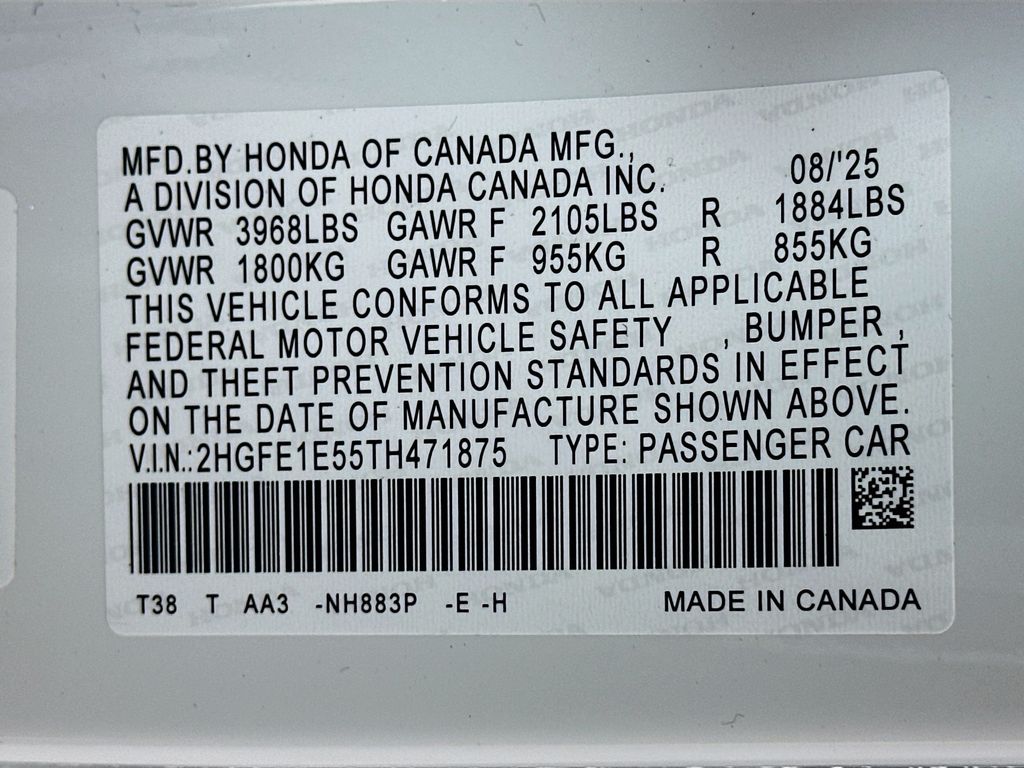 MFD.BY HONDA OF CANADA MFG.,
A DIVISION OF HONDA CANADA INC. 08/'25
GVWR 3968LBS GAWR F 2105LBS R 1884LBS
GVWR 1800KG GAWR F 955KG R 855KG
THIS VEHICLE CONFORMS TO ALL APPLICABLE
FEDERAL MOTOR VEHICLE SAFETY , BUMPER ,
AND THEFT PREVENTION STANDARDS IN EFFECT
ON THE DATE OF MANUFACTURE SHOWN ABOVE.
V.I.N.:2HGFE1E55TH471875 TYPE: PASSENGER CAR
T38 T AA3 -NH883P -E -H MADE IN CANADA